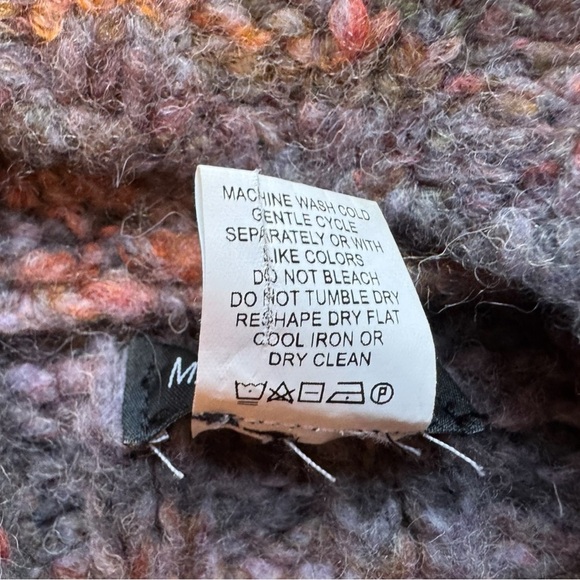 MACHINE WASH COLD
GENTLE CYCLE
SEPARATELY OR WITH
LIKE COLORS
DO NOT BLEACH
DO NOT TUMBLE DRY
RESHAPE DRY FLAT
COOL IRON OR
DRY CLEAN
P
M